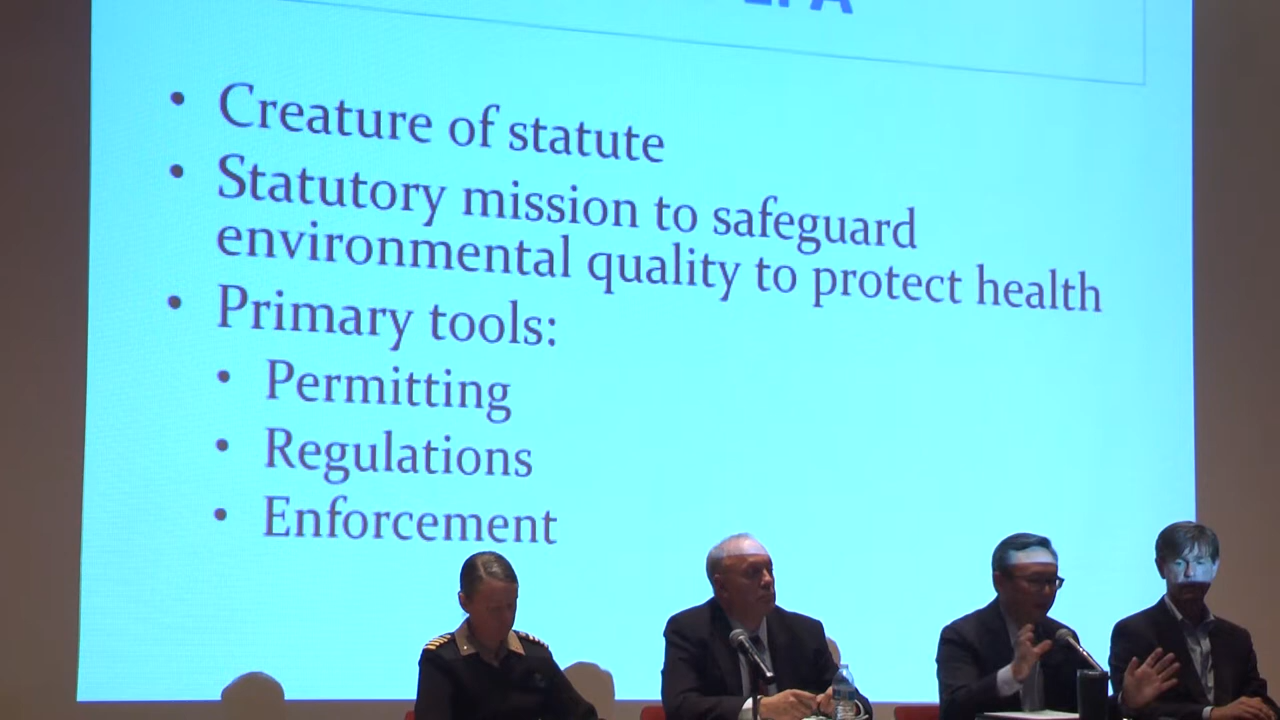 • Creature of statute
• Statutory mission to safeguard
environmental quality to protect health
• Primary tools:
• Permitting
• Regulations
• Enforcement